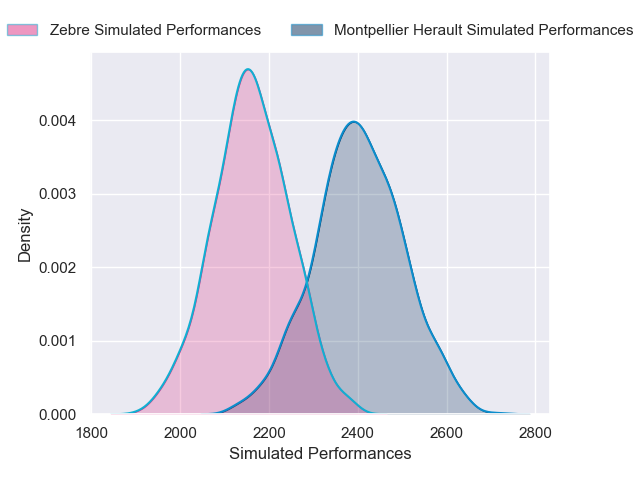 Zebre Simulated Performances Montpellier Herault Simulated Performances
0.004
0.003
0.002
0.001
0.000
Density
1800 2000 2200 2400 2600 2800
Simulated Performances